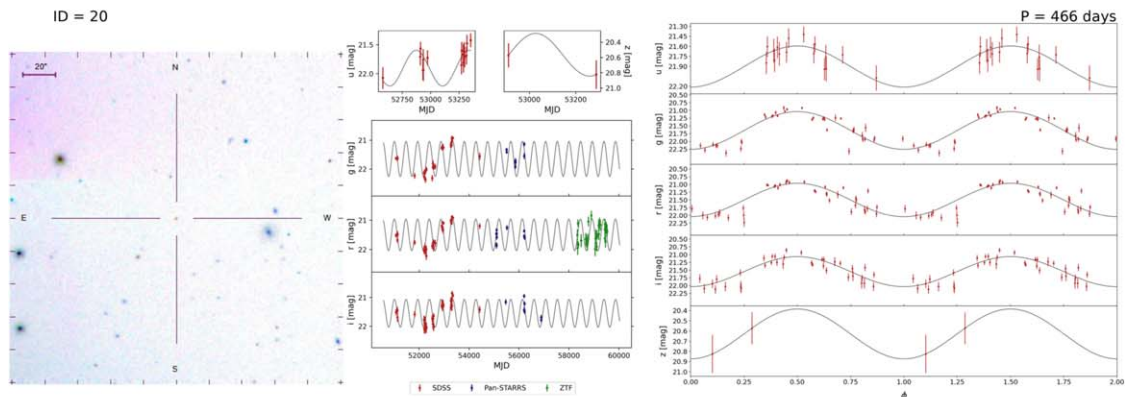 ID = 20
P = 466 days
20"
N
E
W
S
u [mag]
21.5
22.0
52750 53000 53250
MJD
z [mag]
20.4
20.6
20.8
21.0
53000 53200
MJD
g [mag]
21
22
r [mag]
21
22
i [mag]
21
22
52000 54000 56000 58000 60000
MJD
SDSS Pan-STARRS ZTF
u [mag]
21.30
21.60
21.90
22.20
g [mag]
20.50
20.75
21.00
21.25
21.50
21.75
22.00
22.25
r [mag]
20.50
20.75
21.00
21.25
21.50
21.75
22.00
22.25
i [mag]
20.50
20.75
21.00
21.25
21.50
21.75
22.00
22.25
z [mag]
20.4
20.5
20.6
20.7
20.8
20.9
21.0
0.00 0.25 0.50 0.75 1.00 1.25 1.50 1.75 2.00
ϕ